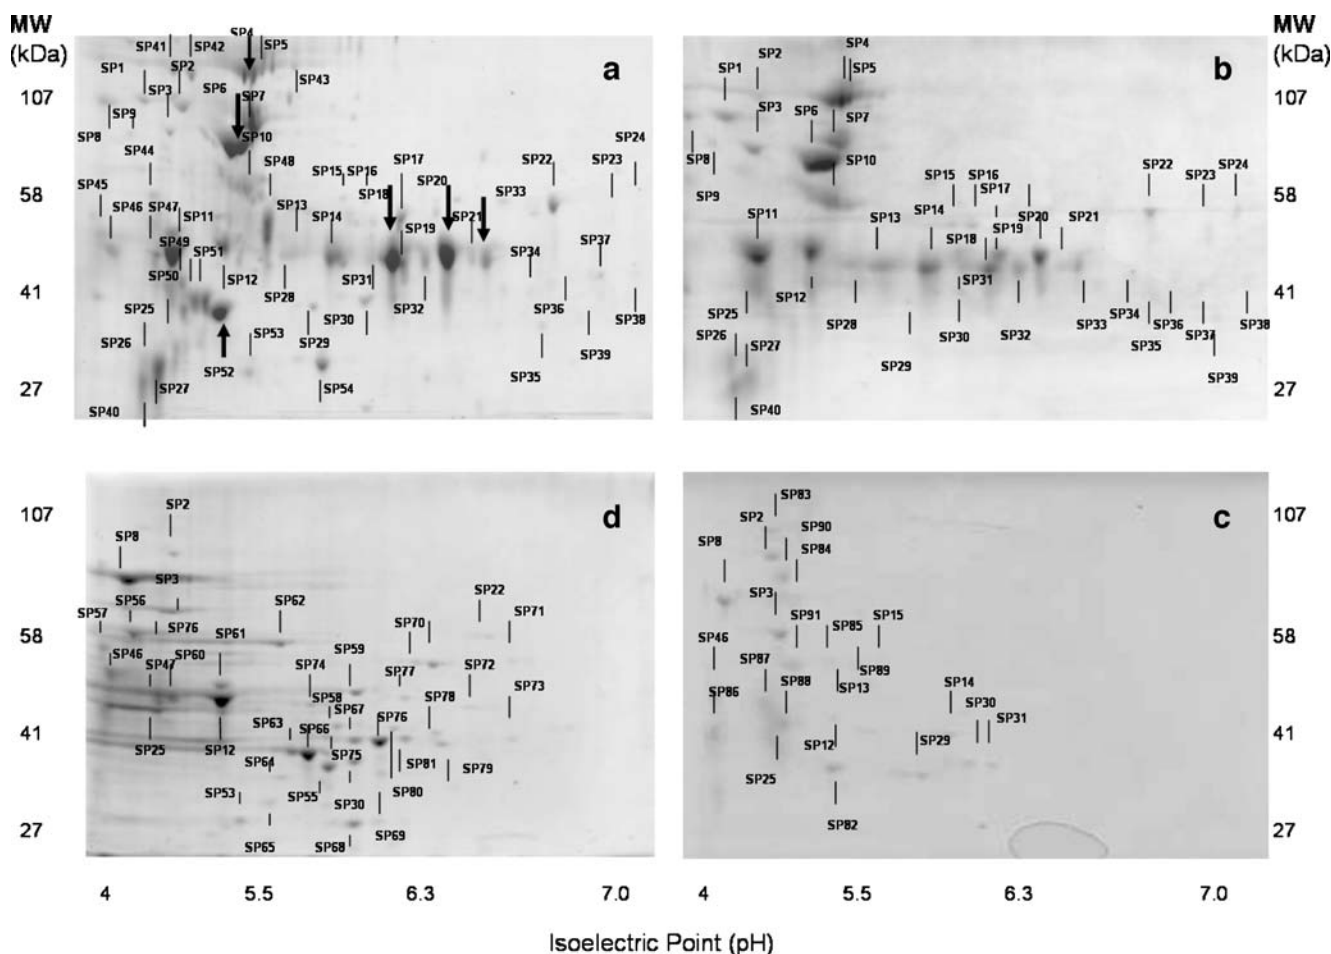 MW
(kDa)
107
58
41
27
a
SP41
SP42
SP4
SP5
SP1
SP2
SP43
SP3
SP6
SP7
SP9
SP8
SP10
SP44
SP48
SP15
SP16
SP17
SP22
SP23
SP24
SP45
SP18
SP20
SP33
SP46
SP47
SP11
SP13
SP14
SP21
SP19
SP49
SP51
SP50
SP12
SP28
SP31
SP34
SP37
SP25
SP30
SP32
SP36
SP38
SP26
SP53
SP29
SP39
SP52
SP35
SP27
SP54
SP40
b
MW
(kDa)
107
58
41
27
SP4
SP2
SP1
SP5
SP3
SP6
SP7
SP8
SP10
SP9
SP15
SP16
SP17
SP22
SP23
SP24
SP11
SP13
SP14
SP20
SP21
SP18
SP19
SP12
SP31
SP25
SP28
SP30
SP32
SP33
SP34
SP36
SP37
SP38
SP26
SP27
SP29
SP35
SP39
SP40
107
58
41
27
d
SP2
SP8
SP3
SP57
SP56
SP62
SP22
SP71
SP76
SP61
SP70
SP46
SP47
SP60
SP74
SP59
SP77
SP72
SP58
SP78
SP73
SP63
SP66
SP67
SP76
SP25
SP12
SP64
SP75
SP81
SP79
SP53
SP55
SP30
SP80
SP65
SP68
SP69
c
107
58
41
27
SP83
SP2
SP90
SP8
SP84
SP3
SP91
SP85
SP15
SP46
SP87
SP89
SP86
SP88
SP13
SP14
SP30
SP31
SP12
SP29
SP25
SP82
4
5.5
6.3
7.0
4
5.5
6.3
7.0
Isoelectric Point (pH)